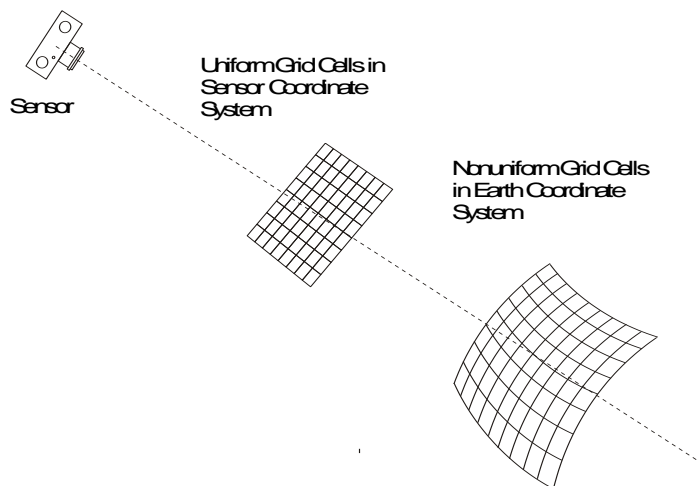 Sensor
Uniform Grid Cells in
Sensor Coordinate
System
Nonuniform Grid Cells
in Earth Coordinate
System